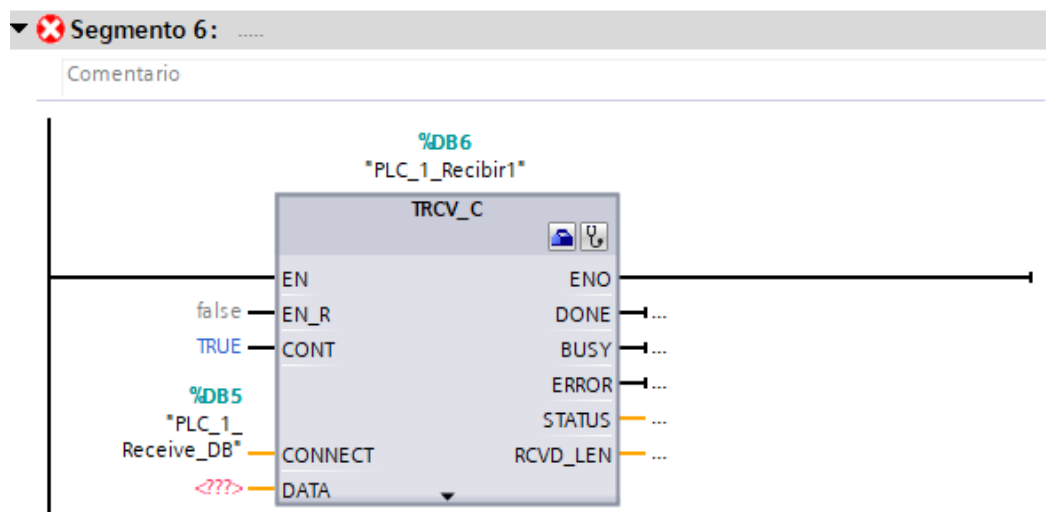 Segmento 6: .....
Comentario
%DB6
"PLC_1_Recibir1"
TRCV_C
EN ENO
false EN_R DONE ...
TRUE CONT BUSY ...
ERROR ...
%DB5
"PLC_1_
STATUS ...
Receive_DB" CONNECT RCVD_LEN ...
<???> DATA